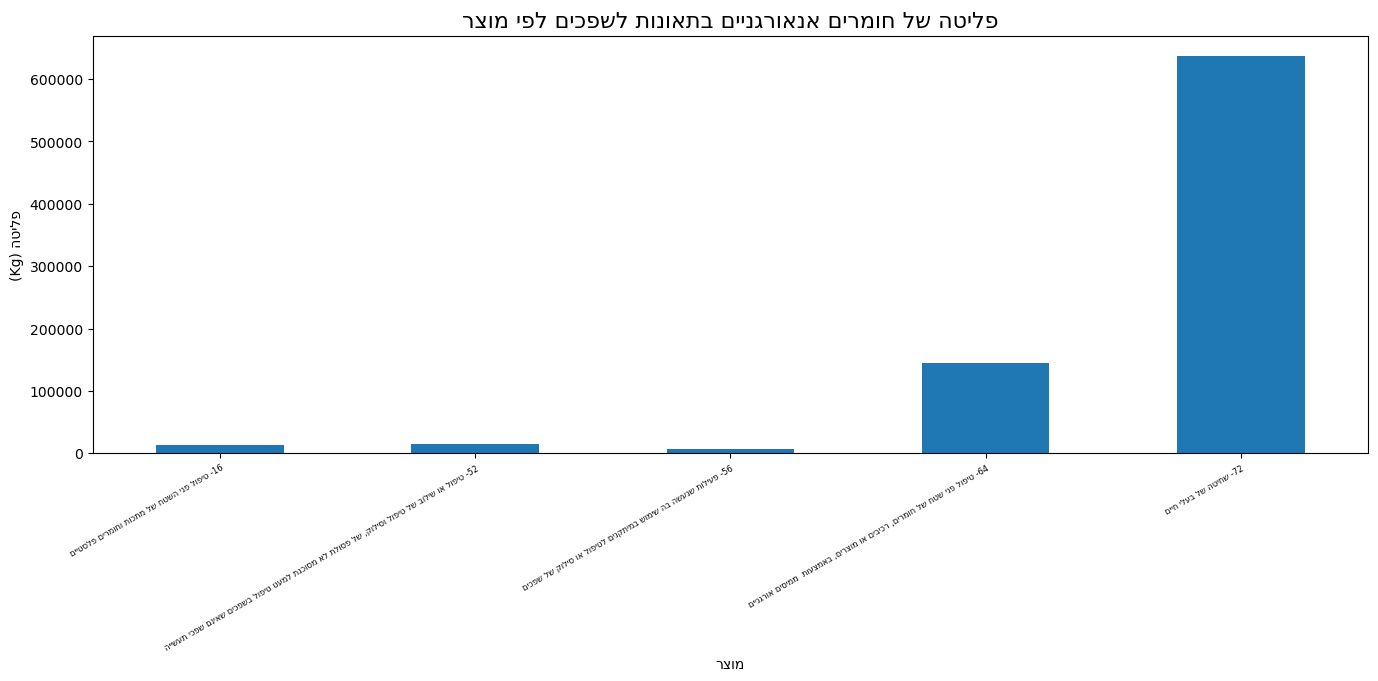 פליטה של חומרים אנאורגניים בתאונות לשפכים לפי מוצר
פליטה (Kg)
600000
500000
400000
300000
200000
100000
0
16- טיפול פני השטח של מתכות וחומרים פלסטיים
52- טיפול או שילוב של טיפול וסילוק, של פסולת לא מסוכנת למעט טיפול בשפכים שאינם שפכי תעשייה
56- פעילות שנעשה בה שימוש במיתקנים לטיפול או סילוק של שפכים
64- טיפול פני שטח של חומרים, רכיבים או מוצרים, באמצעות ממיסים אורגניים
72- שחיטה של בעלי חיים
מוצר